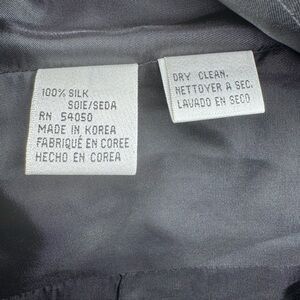 100% SILK
SOIE/SEDA
RN 54050
MADE IN KOREA
FABRIQUÉ EN COREE
HECHO EN COREA
DRY CLEAN.
NETTOYER A SEC.
LAVADO EN SECO